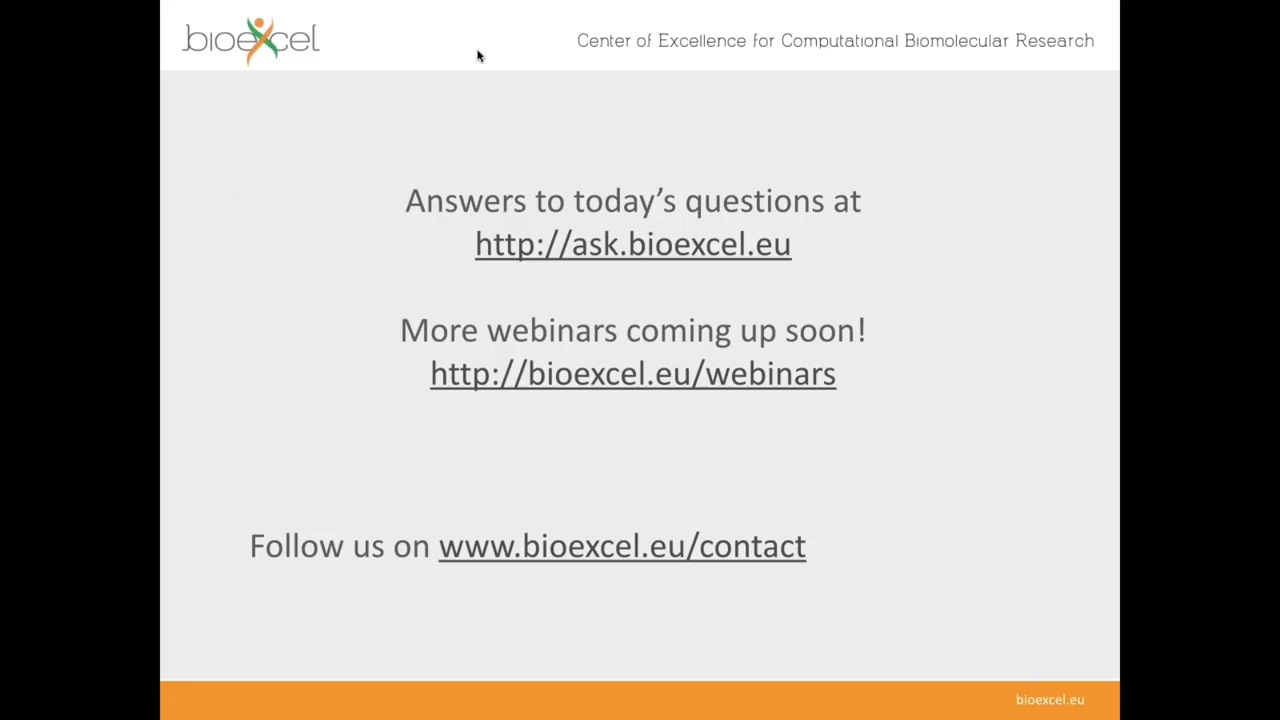 bioexcel
Center of Excellence for Computational Biomolecular Research
Answers to today’s questions at
http://ask.bioexcel.eu
More webinars coming up soon!
http://bioexcel.eu/webinars
Follow us on www.bioexcel.eu/contact
bioexcel.eu